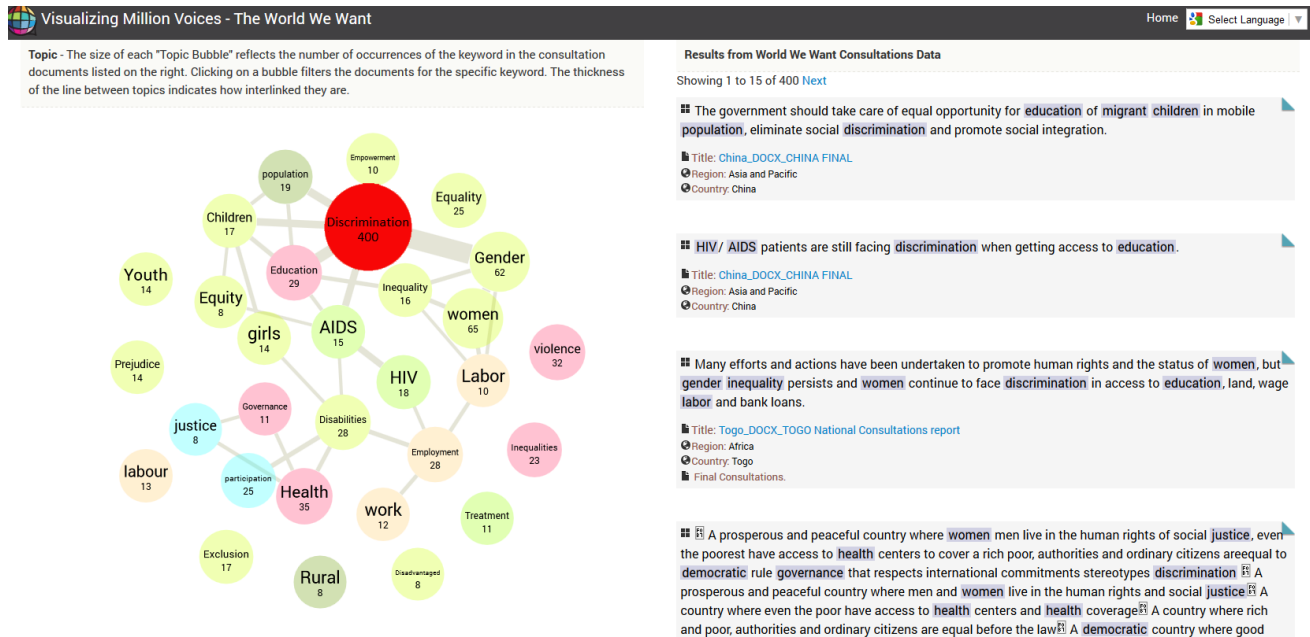 Visualizing Million Voices - The World We Want
Home
Select Language
Topic - The size of each "Topic Bubble" reflects the number of occurrences of the keyword in the consultation
documents listed on the right. Clicking on a bubble filters the documents for the specific keyword. The thickness
of the line between topics indicates how interlinked they are.
Empowerment
10
population
19
Equality
25
Children
17
Discrimination
400
Gender
62
Education
29
Youth
14
Inequality
16
Equity
8
women
65
AIDS
15
girls
14
violence
32
Prejudice
14
HIV
18
Labor
10
Governance
11
justice
8
Disabilities
28
Employment
28
Inequalities
23
labour
13
participation
25
Health
35
work
12
Treatment
11
Exclusion
17
Rural
8
Disadvantaged
8
Results from World We Want Consultations Data
Showing 1 to 15 of 400 Next
The government should take care of equal opportunity for education of migrant children in mobile
population, eliminate social discrimination and promote social integration.
Title: China_DOCX_CHINA FINAL
Region: Asia and Pacific
Country: China
HIV/ AIDS patients are still facing discrimination when getting access to education.
Title: China_DOCX_CHINA FINAL
Region: Asia and Pacific
Country: China
Many efforts and actions have been undertaken to promote human rights and the status of women, but
gender inequality persists and women continue to face discrimination in access to education, land, wage
labor and bank loans.
Title: Togo_DOCX_TOGO National Consultations report
Region: Africa
Country: Togo
Final Consultations.
A prosperous and peaceful country where women men live in the human rights of social justice, even
the poorest have access to health centers to cover a rich poor, authorities and ordinary citizens areequal to
democratic rule governance that respects international commitments stereotypes discrimination A
prosperous and peaceful country where men and women live in the human rights and social justice A
country where even the poor have access to health centers and health coverage A country where rich
and poor, authorities and ordinary citizens are equal before the law A democratic country where good